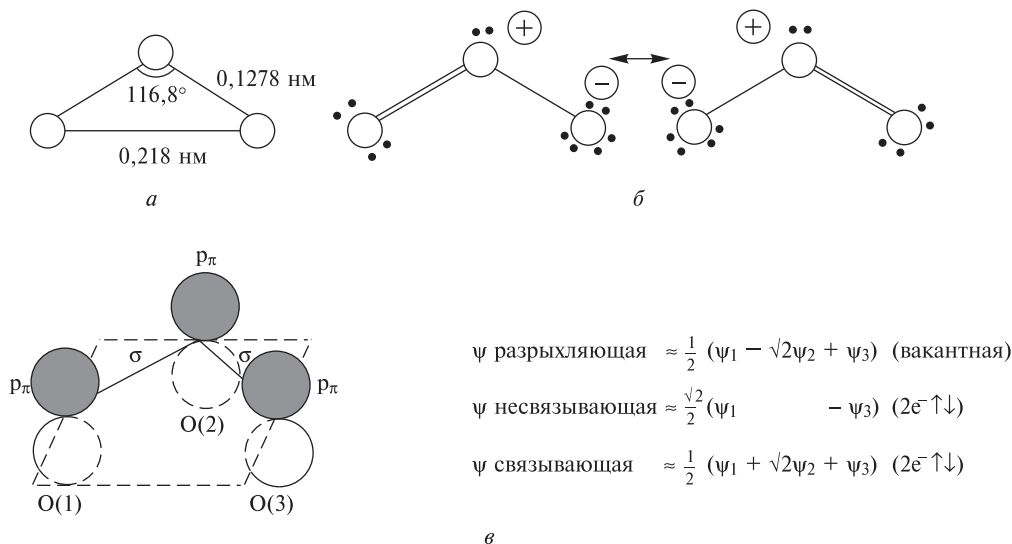 116,8°
0,1278 нм
0,218 нм
а
+
−
−
+
б
pπ
pπ
σ
σ
pπ
O(2)
O(1)
O(3)
ψ разрыхляющая ≈ 1/2 (ψ1 − √2ψ2 + ψ3) (вакантная)
ψ несвязывающая ≈ √2/2 (ψ1 − ψ3) (2e⁻↑↓)
ψ связывающая ≈ 1/2 (ψ1 + √2ψ2 + ψ3) (2e⁻↑↓)
в